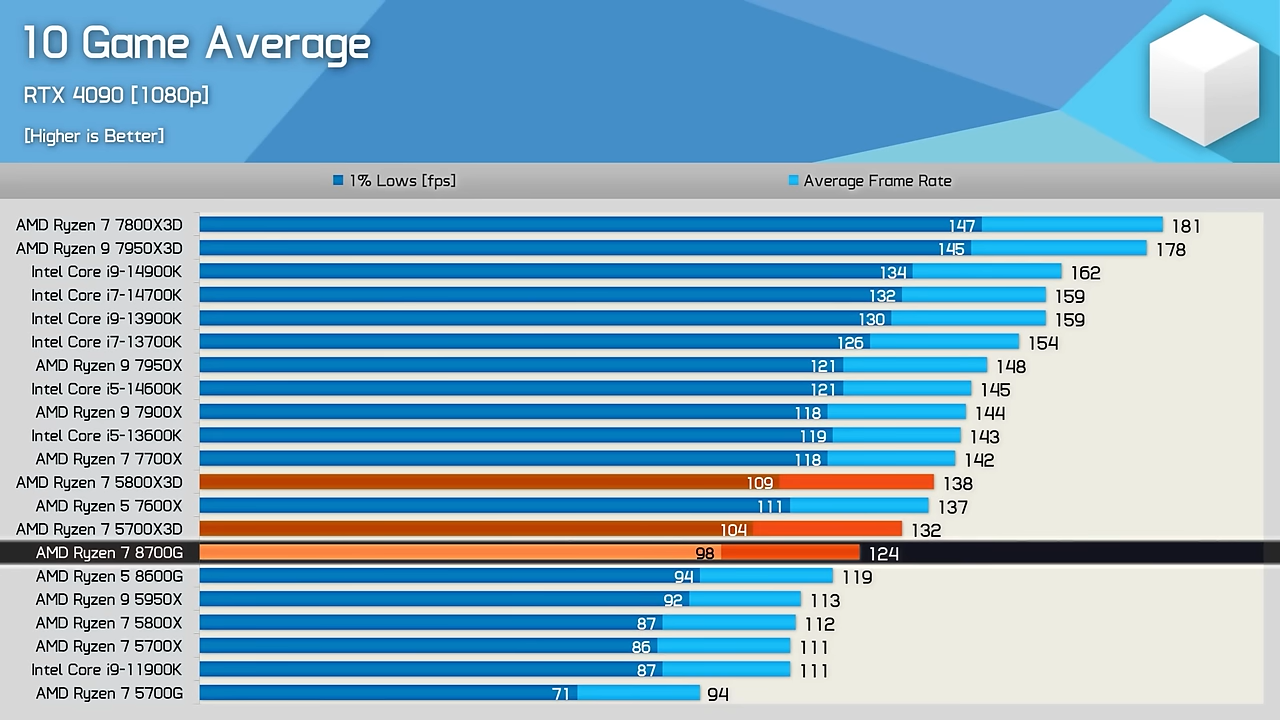 10 Game Average
RTX 4090 [1080p]
[Higher is Better]
1% Lows [fps] Average Frame Rate
AMD Ryzen 7 7800X3D 147 181
AMD Ryzen 9 7950X3D 145 178
Intel Core i9-14900K 134 162
Intel Core i7-14700K 132 159
Intel Core i9-13900K 130 159
Intel Core i7-13700K 126 154
AMD Ryzen 9 7950X 121 148
Intel Core i5-14600K 121 145
AMD Ryzen 9 7900X 118 144
Intel Core i5-13600K 119 143
AMD Ryzen 7 7700X 118 142
AMD Ryzen 7 5800X3D 109 138
AMD Ryzen 5 7600X 111 137
AMD Ryzen 7 5700X3D 104 132
AMD Ryzen 7 8700G 98 124
AMD Ryzen 5 8600G 94 119
AMD Ryzen 9 5950X 92 113
AMD Ryzen 7 5800X 87 112
AMD Ryzen 7 5700X 86 111
Intel Core i9-11900K 87 111
AMD Ryzen 7 5700G 71 94